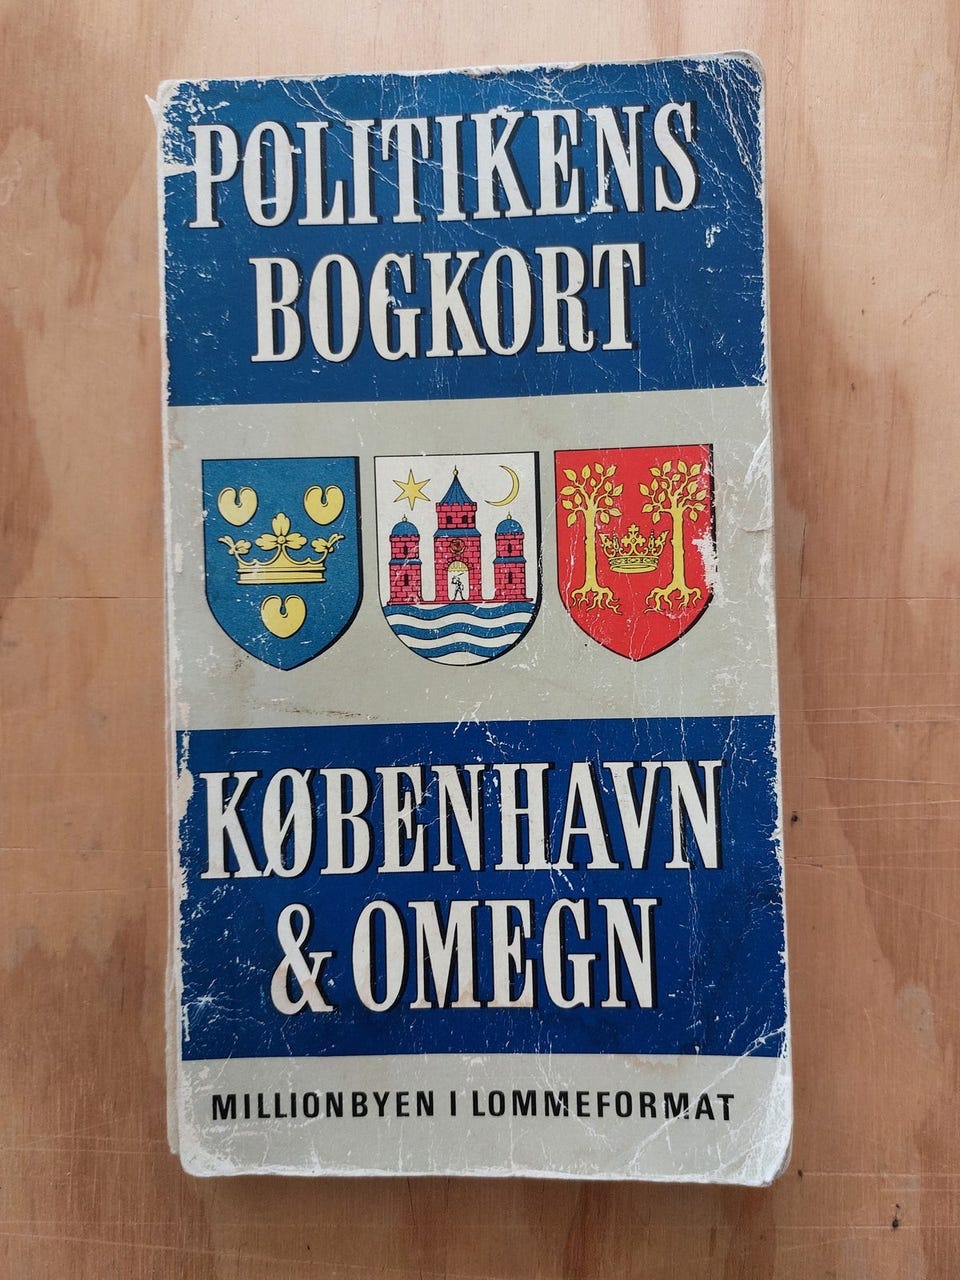 POLITIKENS
BOGKORT
KØBENHAVN
& OMEGN
MILLIONBYEN I LOMMEFORMAT